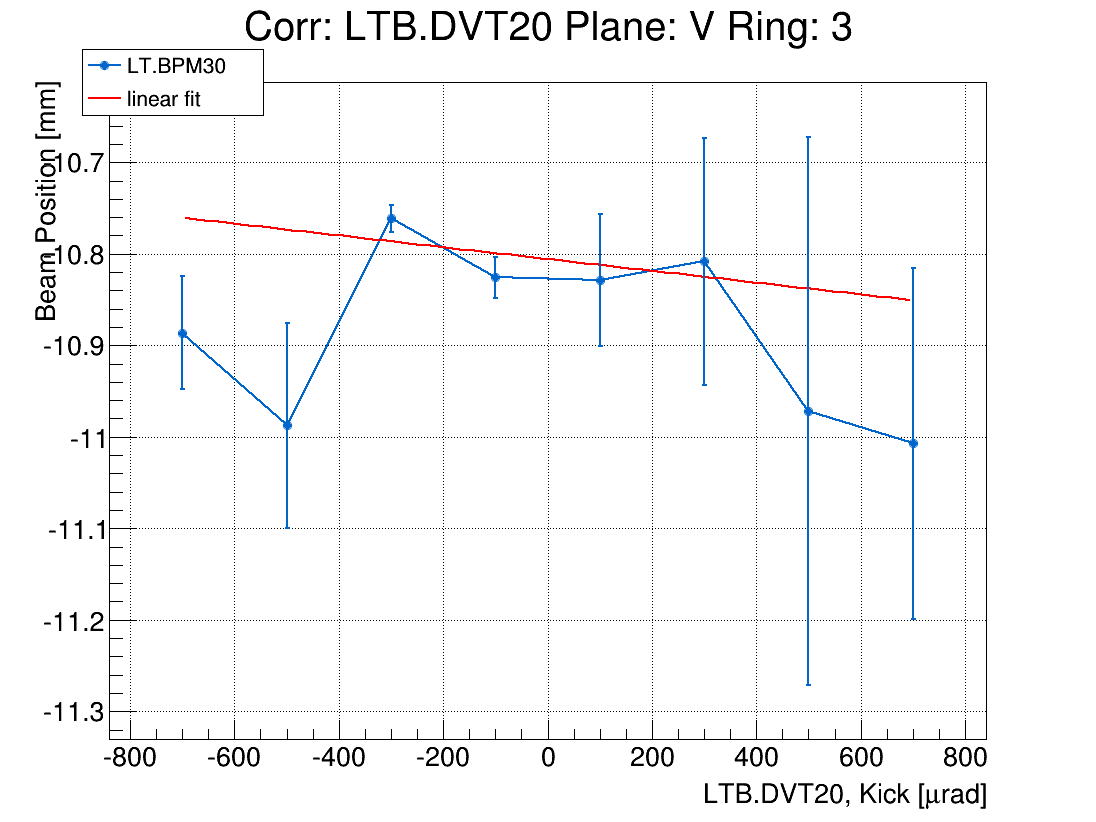 Corr: LTB.DVT20 Plane: V Ring: 3
LT.BPM30
linear fit
Beam Position [mm]
10.7
10.8
-10.9
-11
-11.1
-11.2
-11.3
-800 -600 -400 -200 0 200 400 600 800
LTB.DVT20, Kick [μrad]